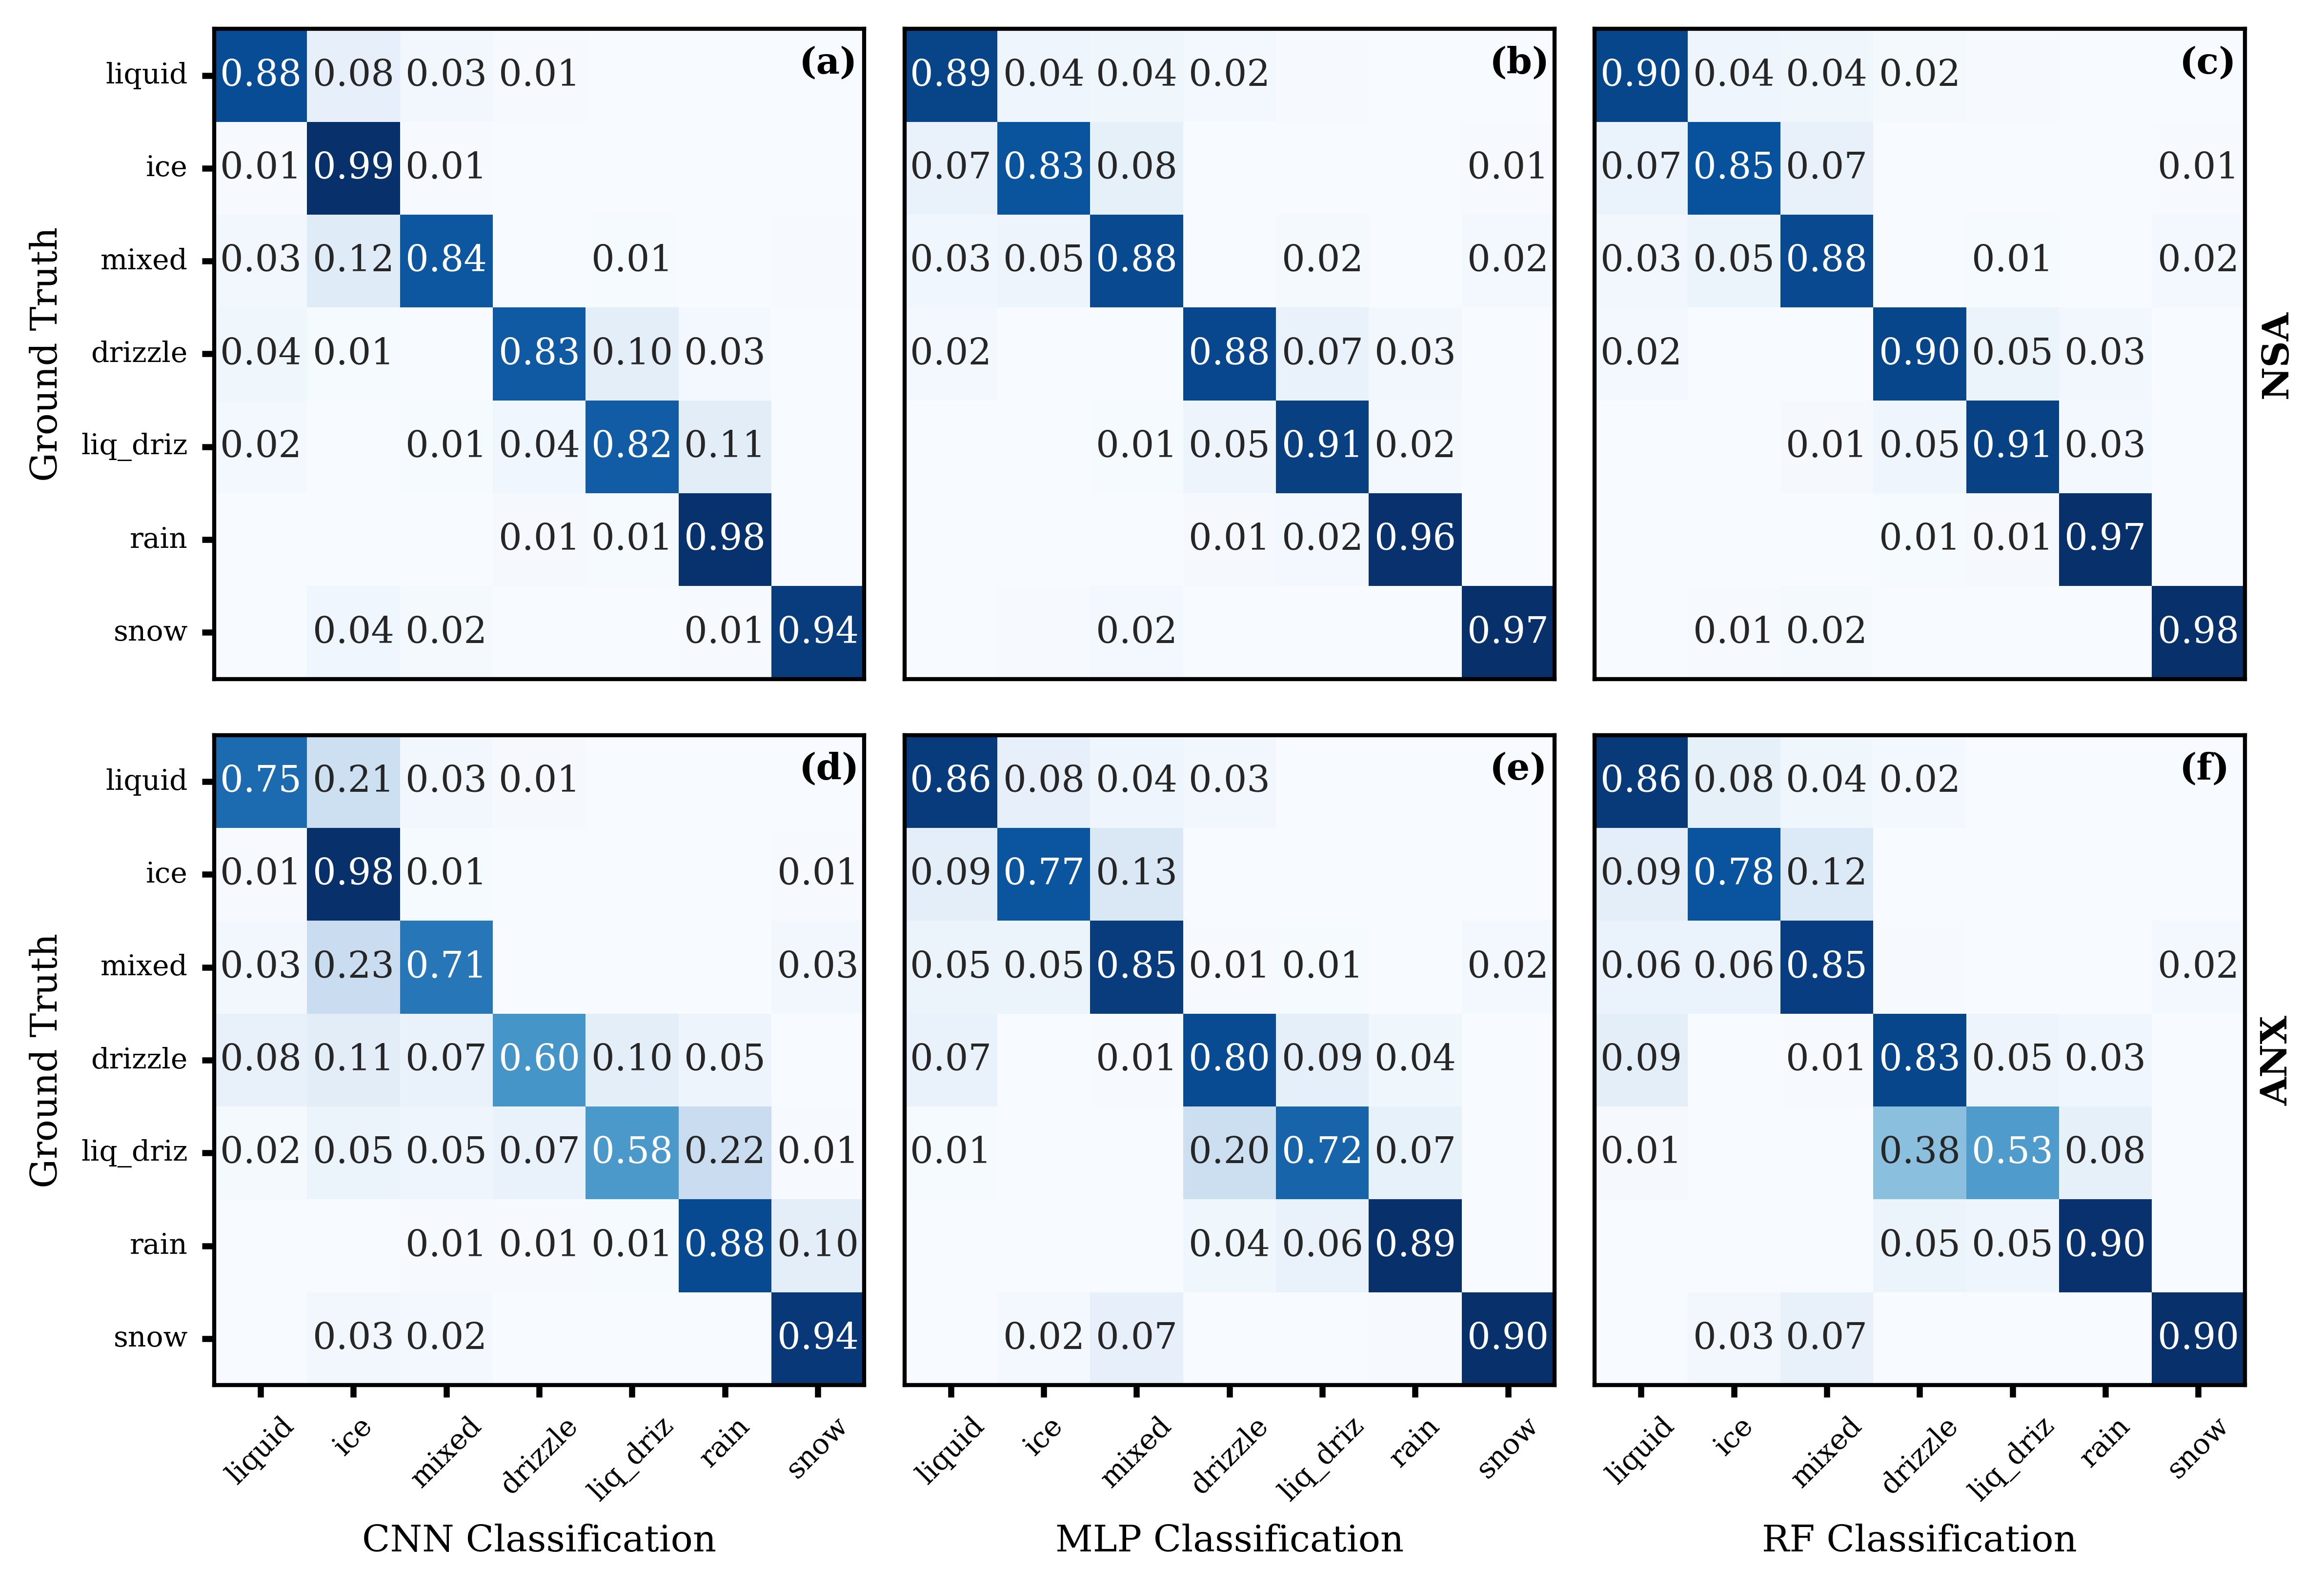 (a) (b) (c)
liquid 0.88 0.08 0.03 0.01 0.89 0.04 0.04 0.02 0.90 0.04 0.04 0.02
ice 0.01 0.99 0.01 0.07 0.83 0.08 0.01 0.07 0.85 0.07 0.01
mixed 0.03 0.12 0.84 0.01 0.03 0.05 0.88 0.02 0.02 0.03 0.05 0.88 0.01 0.02
drizzle 0.04 0.01 0.83 0.10 0.03 0.02 0.88 0.07 0.03 0.02 0.90 0.05 0.03
liq_driz 0.02 0.01 0.04 0.82 0.11 0.01 0.05 0.91 0.02 0.01 0.05 0.91 0.03
rain 0.01 0.01 0.98 0.01 0.02 0.96 0.01 0.01 0.97
snow 0.04 0.02 0.01 0.94 0.02 0.97 0.01 0.02 0.98
Ground Truth
NSA
(d) (e) (f)
liquid 0.75 0.21 0.03 0.01 0.86 0.08 0.04 0.03 0.86 0.08 0.04 0.02
ice 0.01 0.98 0.01 0.01 0.09 0.77 0.13 0.09 0.78 0.12
mixed 0.03 0.23 0.71 0.03 0.05 0.05 0.85 0.01 0.01 0.02 0.06 0.06 0.85 0.02
drizzle 0.08 0.11 0.07 0.60 0.10 0.05 0.07 0.01 0.80 0.09 0.04 0.09 0.01 0.83 0.05 0.03
liq_driz 0.02 0.05 0.05 0.07 0.58 0.22 0.01 0.01 0.20 0.72 0.07 0.01 0.38 0.53 0.08
rain 0.01 0.01 0.01 0.88 0.10 0.04 0.06 0.89 0.05 0.05 0.90
snow 0.03 0.02 0.94 0.02 0.07 0.90 0.03 0.07 0.90
Ground Truth
ANX
liquid ice mixed drizzle liq_driz rain snow liquid ice mixed drizzle liq_driz rain snow liquid ice mixed drizzle liq_driz rain snow
CNN Classification MLP Classification RF Classification